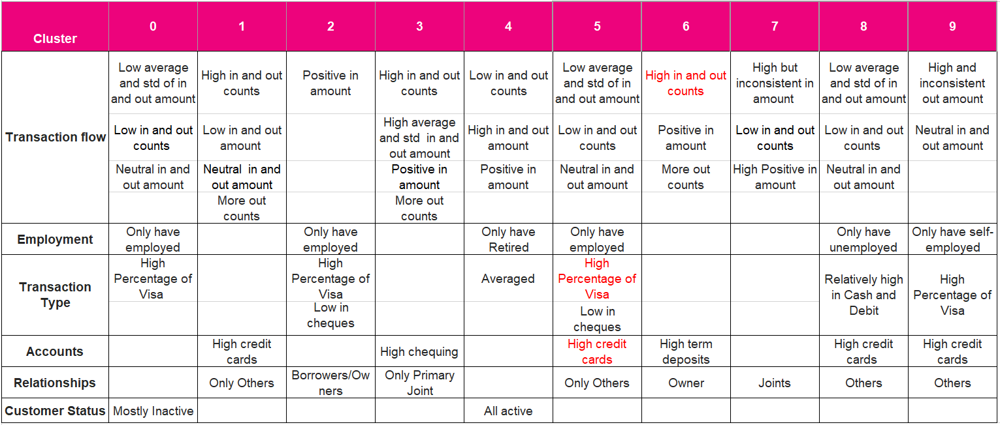 Cluster 0 1 2 3 4 5 6 7 8 9
Transaction flow
Low average
and std of in
and out amount
High in and out
counts
Positive in
amount
High in and out
counts
Low in and out
counts
Low average
and std of in
and out amount
High in and out
counts
High but
inconsistent in
amount
Low average
and std of in
and out amount
High and
inconsistent
out amount
Low in and out
counts
Low in and out
amount
High average
and std in and
out amount
High in and out
amount
Low in and out
counts
Positive in
amount
Low in and out
counts
Low in and out
counts
Neutral in and
out amount
Neutral in and
out amount
Neutral in and
out amount
Positive in
amount
Positive in
amount
Neutral in and
out amount
More out
counts
High Positive in
amount
Neutral in and
out amount
More out
counts
More out
counts
Employment
Only have
employed
Only have
employed
Only have
Retired
Only have
employed
Only have
unemployed
Only have self-
employed
Transaction
Type
High
Percentage of
Visa
High
Percentage of
Visa
Averaged
High
Percentage of
Visa
Relatively high
in Cash and
Debit
High
Percentage of
Visa
Low in
cheques
Low in
cheques
Accounts
High credit
cards
High chequing
High credit
cards
High term
deposits
High credit
cards
High credit
cards
Relationships
Only Others
Borrowers/Ow
ners
Only Primary
Joint
Only Others
Owner
Joints
Others
Others
Customer Status
Mostly Inactive
All active